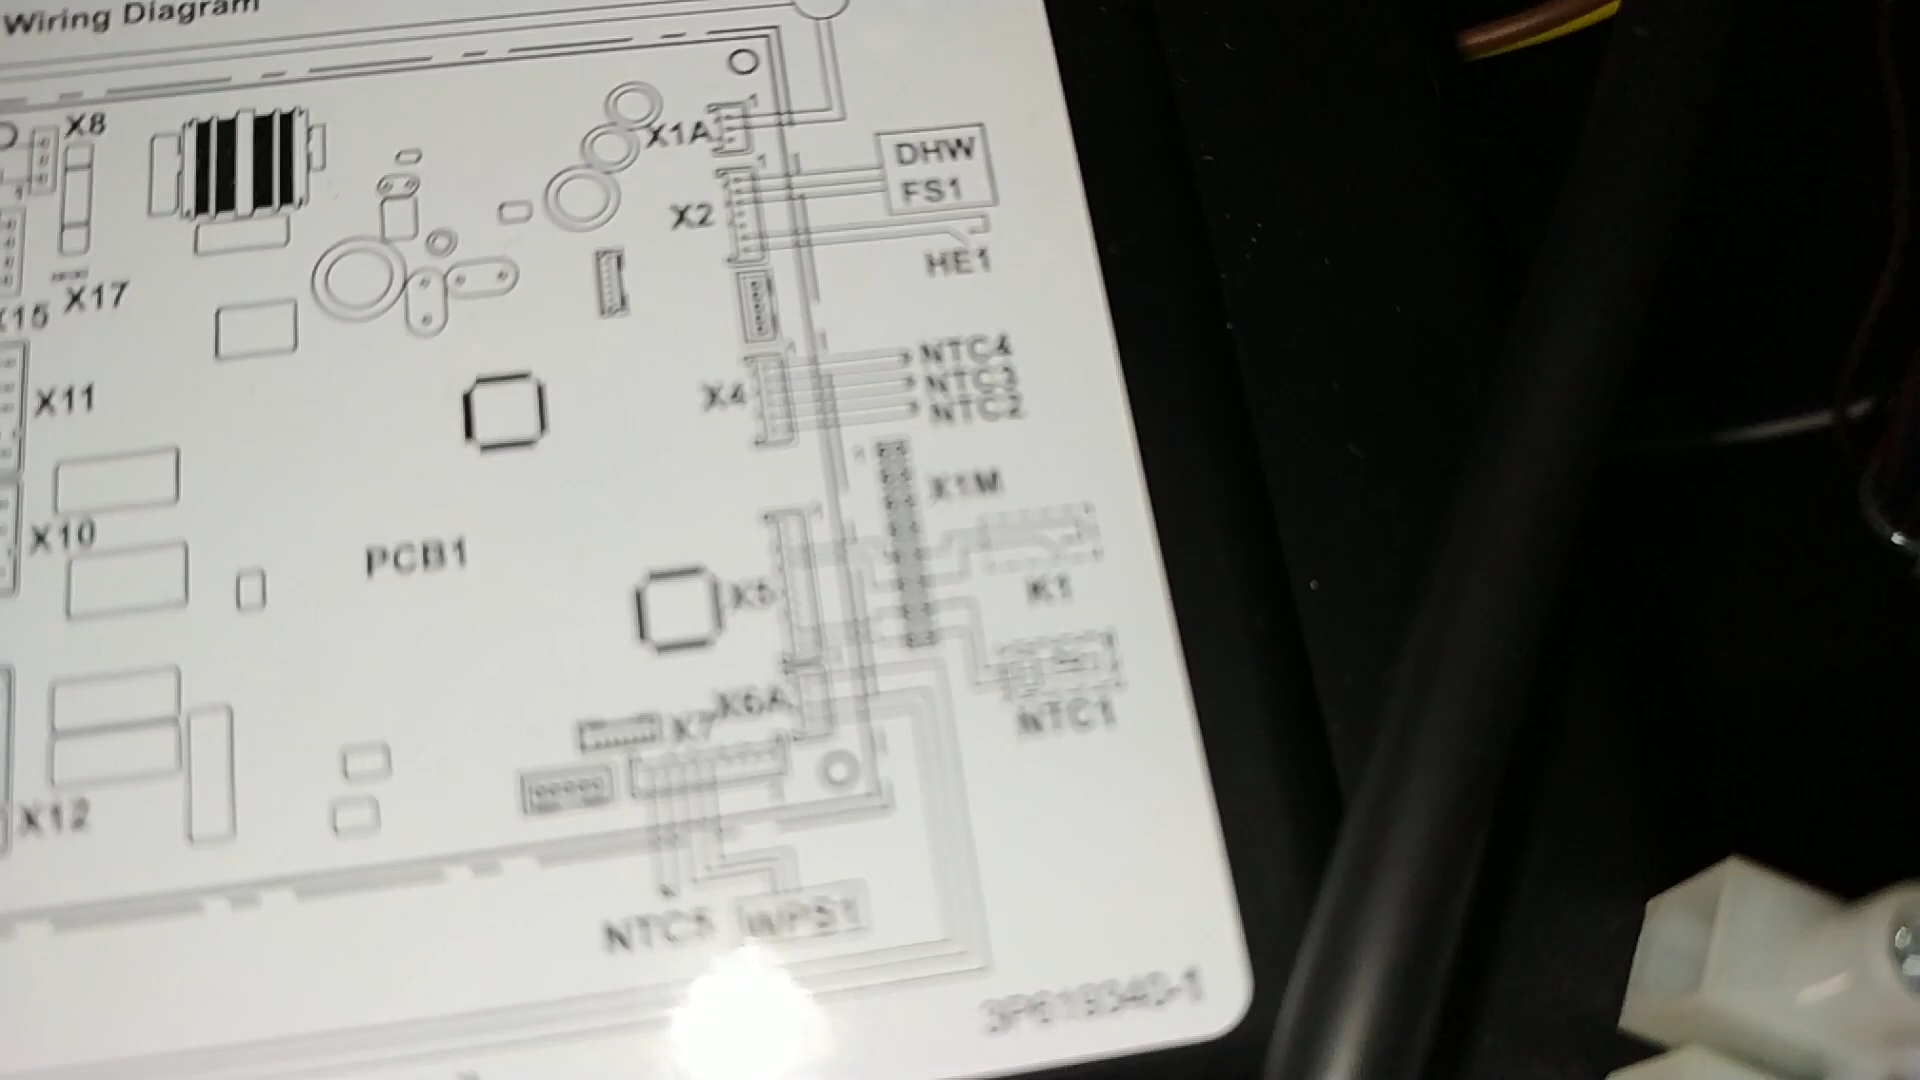 Wiring Diagram
X8
X1A
DHW
FS1
X2
HE1
X17
X15
X11
X4
NTC4
NTC3
NTC2
X1M
X10
PCB1
X5
K1
X6A
X7
NTC1
X12
NTC5
WPS1